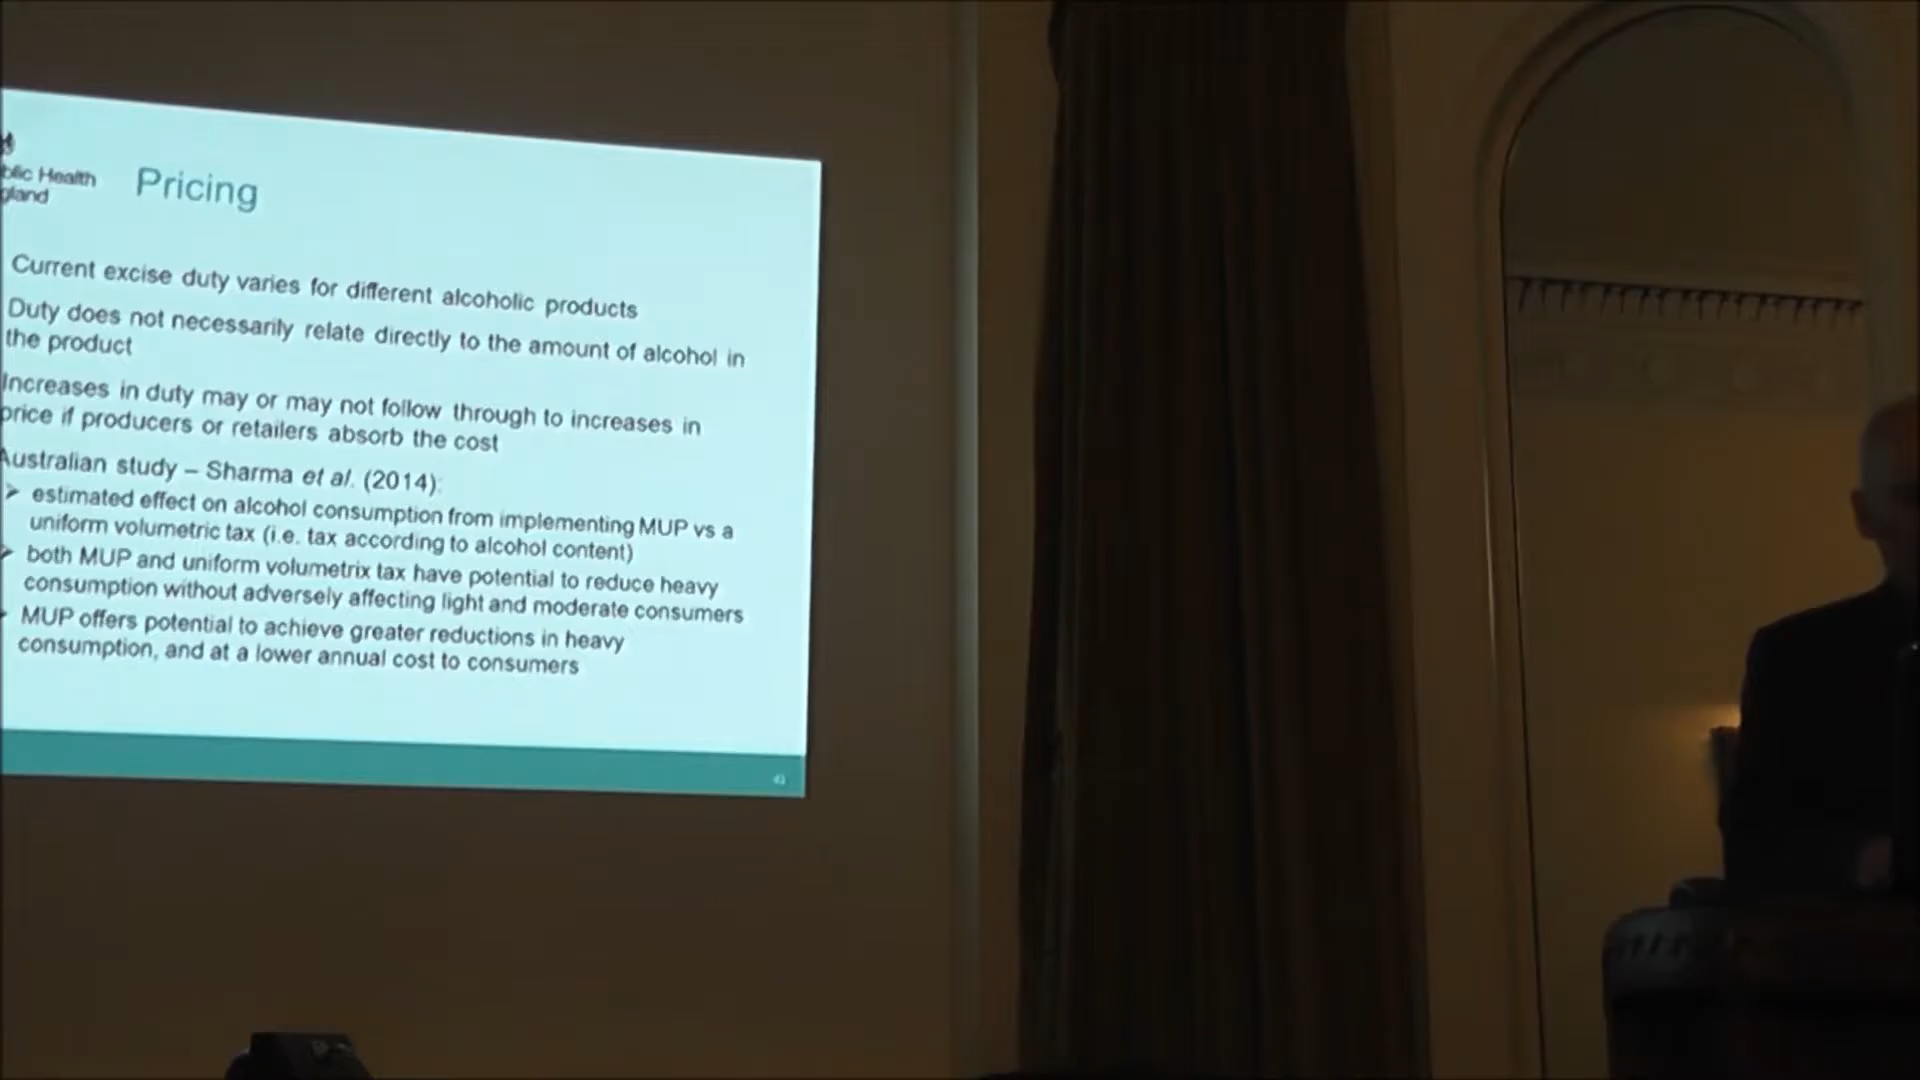 blic Health
gland
Pricing
Current excise duty varies for different alcoholic products
Duty does not necessarily relate directly to the amount of alcohol in
the product
Increases in duty may or may not follow through to increases in
price if producers or retailers absorb the cost
Australian study – Sharma et al. (2014):
➢ estimated effect on alcohol consumption from implementing MUP vs a
uniform volumetric tax (i.e. tax according to alcohol content)
➢ both MUP and uniform volumetrix tax have potential to reduce heavy
consumption without adversely affecting light and moderate consumers
➢ MUP offers potential to achieve greater reductions in heavy
consumption, and at a lower annual cost to consumers